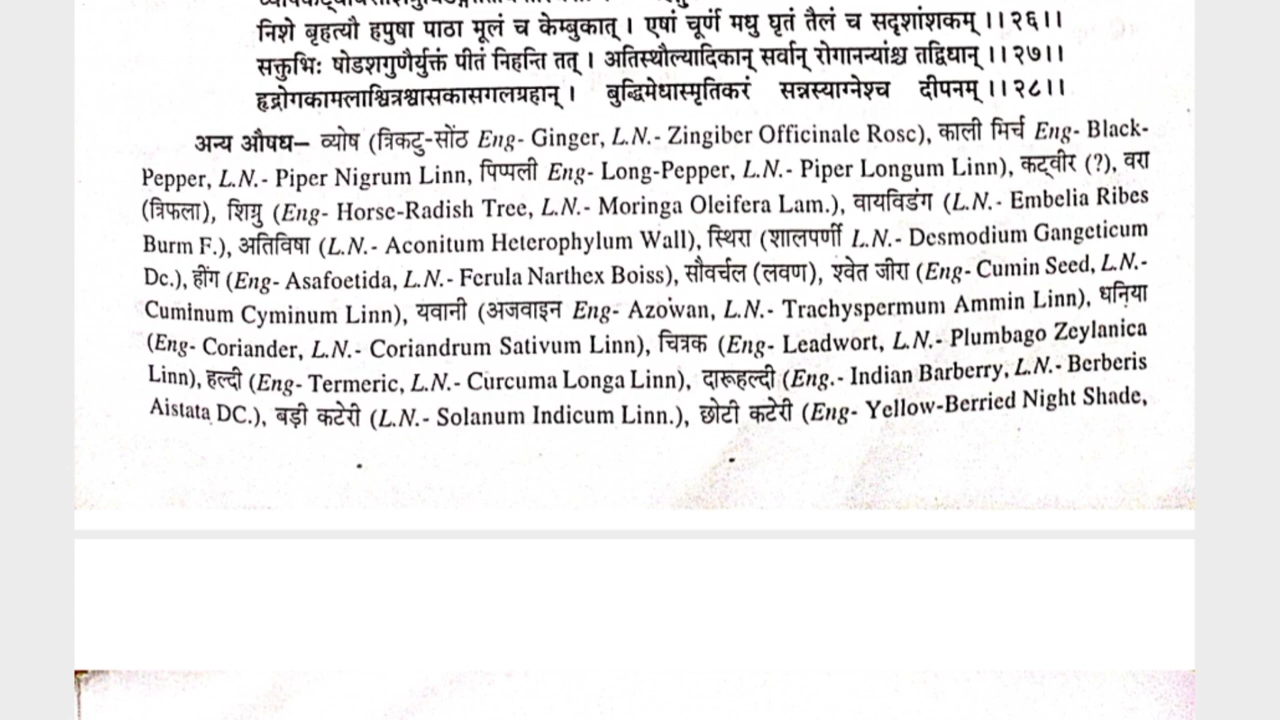 निशे बृहत्यौ हपुषा पाठा मूलं च केम्बुकात् । एषां चूर्णं मधु घृतं तैलं च सदृशांशकम् ।।२६।।
सक्तुभिः षोडशगुणैर्युक्तं पीतं निहन्ति तत् । अतिस्थौल्यादिकान् सर्वान् रोगानन्यांश्च तद्विधान् ।।२७।।
हृद्रोगकामलाश्वित्रश्वासकासगलग्रहान् । बुद्धिमेधास्मृतिकरं सन्नस्याग्नेश्च दीपनम् ।।२८।।
अन्य औषध– व्योष (त्रिकटु-सोंठ Eng- Ginger, L.N.- Zingiber Officinale Rosc), काली मिर्च Eng- Black-
Pepper, L.N.- Piper Nigrum Linn, पिप्पली Eng- Long-Pepper, L.N.- Piper Longum Linn), कट्वीर (?), वरा
(त्रिफला), शिग्रु (Eng- Horse-Radish Tree, L.N.- Moringa Oleifera Lam.), वायविडंग (L.N.- Embelia Ribes
Burm F.), अतिविषा (L.N.- Aconitum Heterophylum Wall), स्थिरा (शालपर्णी L.N.- Desmodium Gangeticum
Dc.), हींग (Eng- Asafoetida, L.N.- Ferula Narthex Boiss), सौवर्चल (लवण), श्वेत जीरा (Eng- Cumin Seed, L.N.-
Cuminum Cyminum Linn), यवानी (अजवाइन Eng- Azowan, L.N.- Trachyspermum Ammin Linn), धनिया
(Eng- Coriander, L.N.- Coriandrum Sativum Linn), चित्रक (Eng- Leadwort, L.N.- Plumbago Zeylanica
Linn), हल्दी (Eng- Termeric, L.N.- Curcuma Longa Linn), दारूहल्दी (Eng.- Indian Barberry, L.N.- Berberis
Aistata DC.), बड़ी कटेरी (L.N.- Solanum Indicum Linn.), छोटी कटेरी (Eng- Yellow-Berried Night Shade,